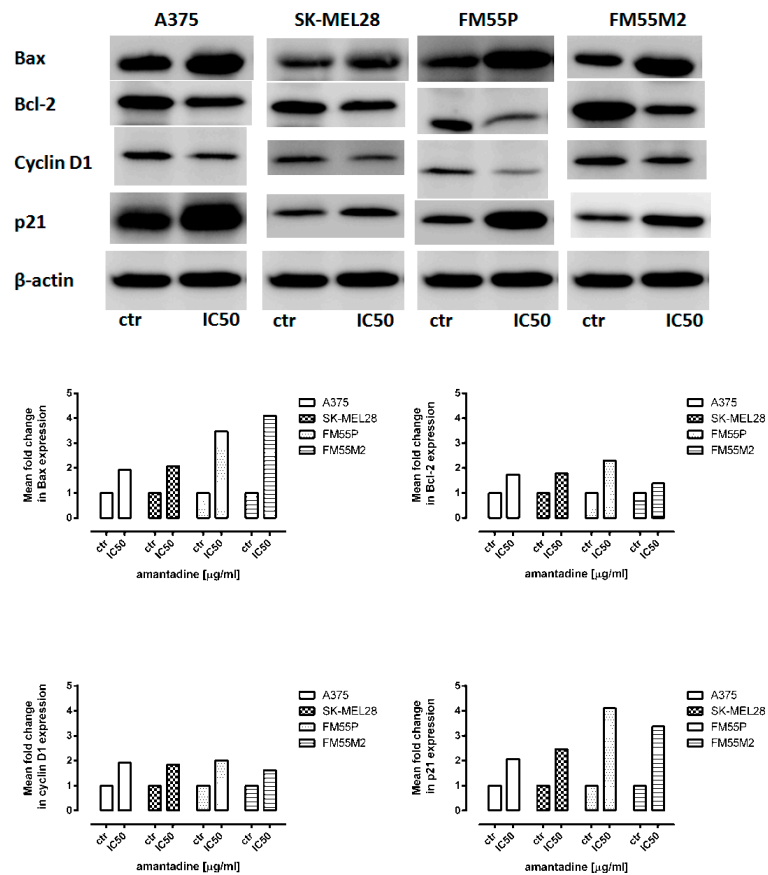 A375 SK-MEL28 FM55P FM55M2
Bax
Bcl-2
Cyclin D1
p21
β-actin
ctr IC50 ctr IC50 ctr IC50 ctr IC50
Mean fold change
in Bax expression
5
4
3
2
1
0
ctr IC50 ctr IC50 ctr IC50 ctr IC50
amantadine [µg/ml]
A375
SK-MEL28
FM55P
FM55M2
Mean fold change
in Bcl-2 expression
5
4
3
2
1
0
ctr IC50 ctr IC50 ctr IC50 ctr IC50
amantadine [µg/ml]
A375
SK-MEL28
FM55P
FM55M2
Mean fold change
in cyclin D1 expression
5
4
3
2
1
0
ctr IC50 ctr IC50 ctr IC50 ctr IC50
amantadine [µg/ml]
A375
SK-MEL28
FM55P
FM55M2
Mean fold change
in p21 expression
5
4
3
2
1
0
ctr IC50 ctr IC50 ctr IC50 ctr IC50
amantadine [µg/ml]
A375
SK-MEL28
FM55P
FM55M2